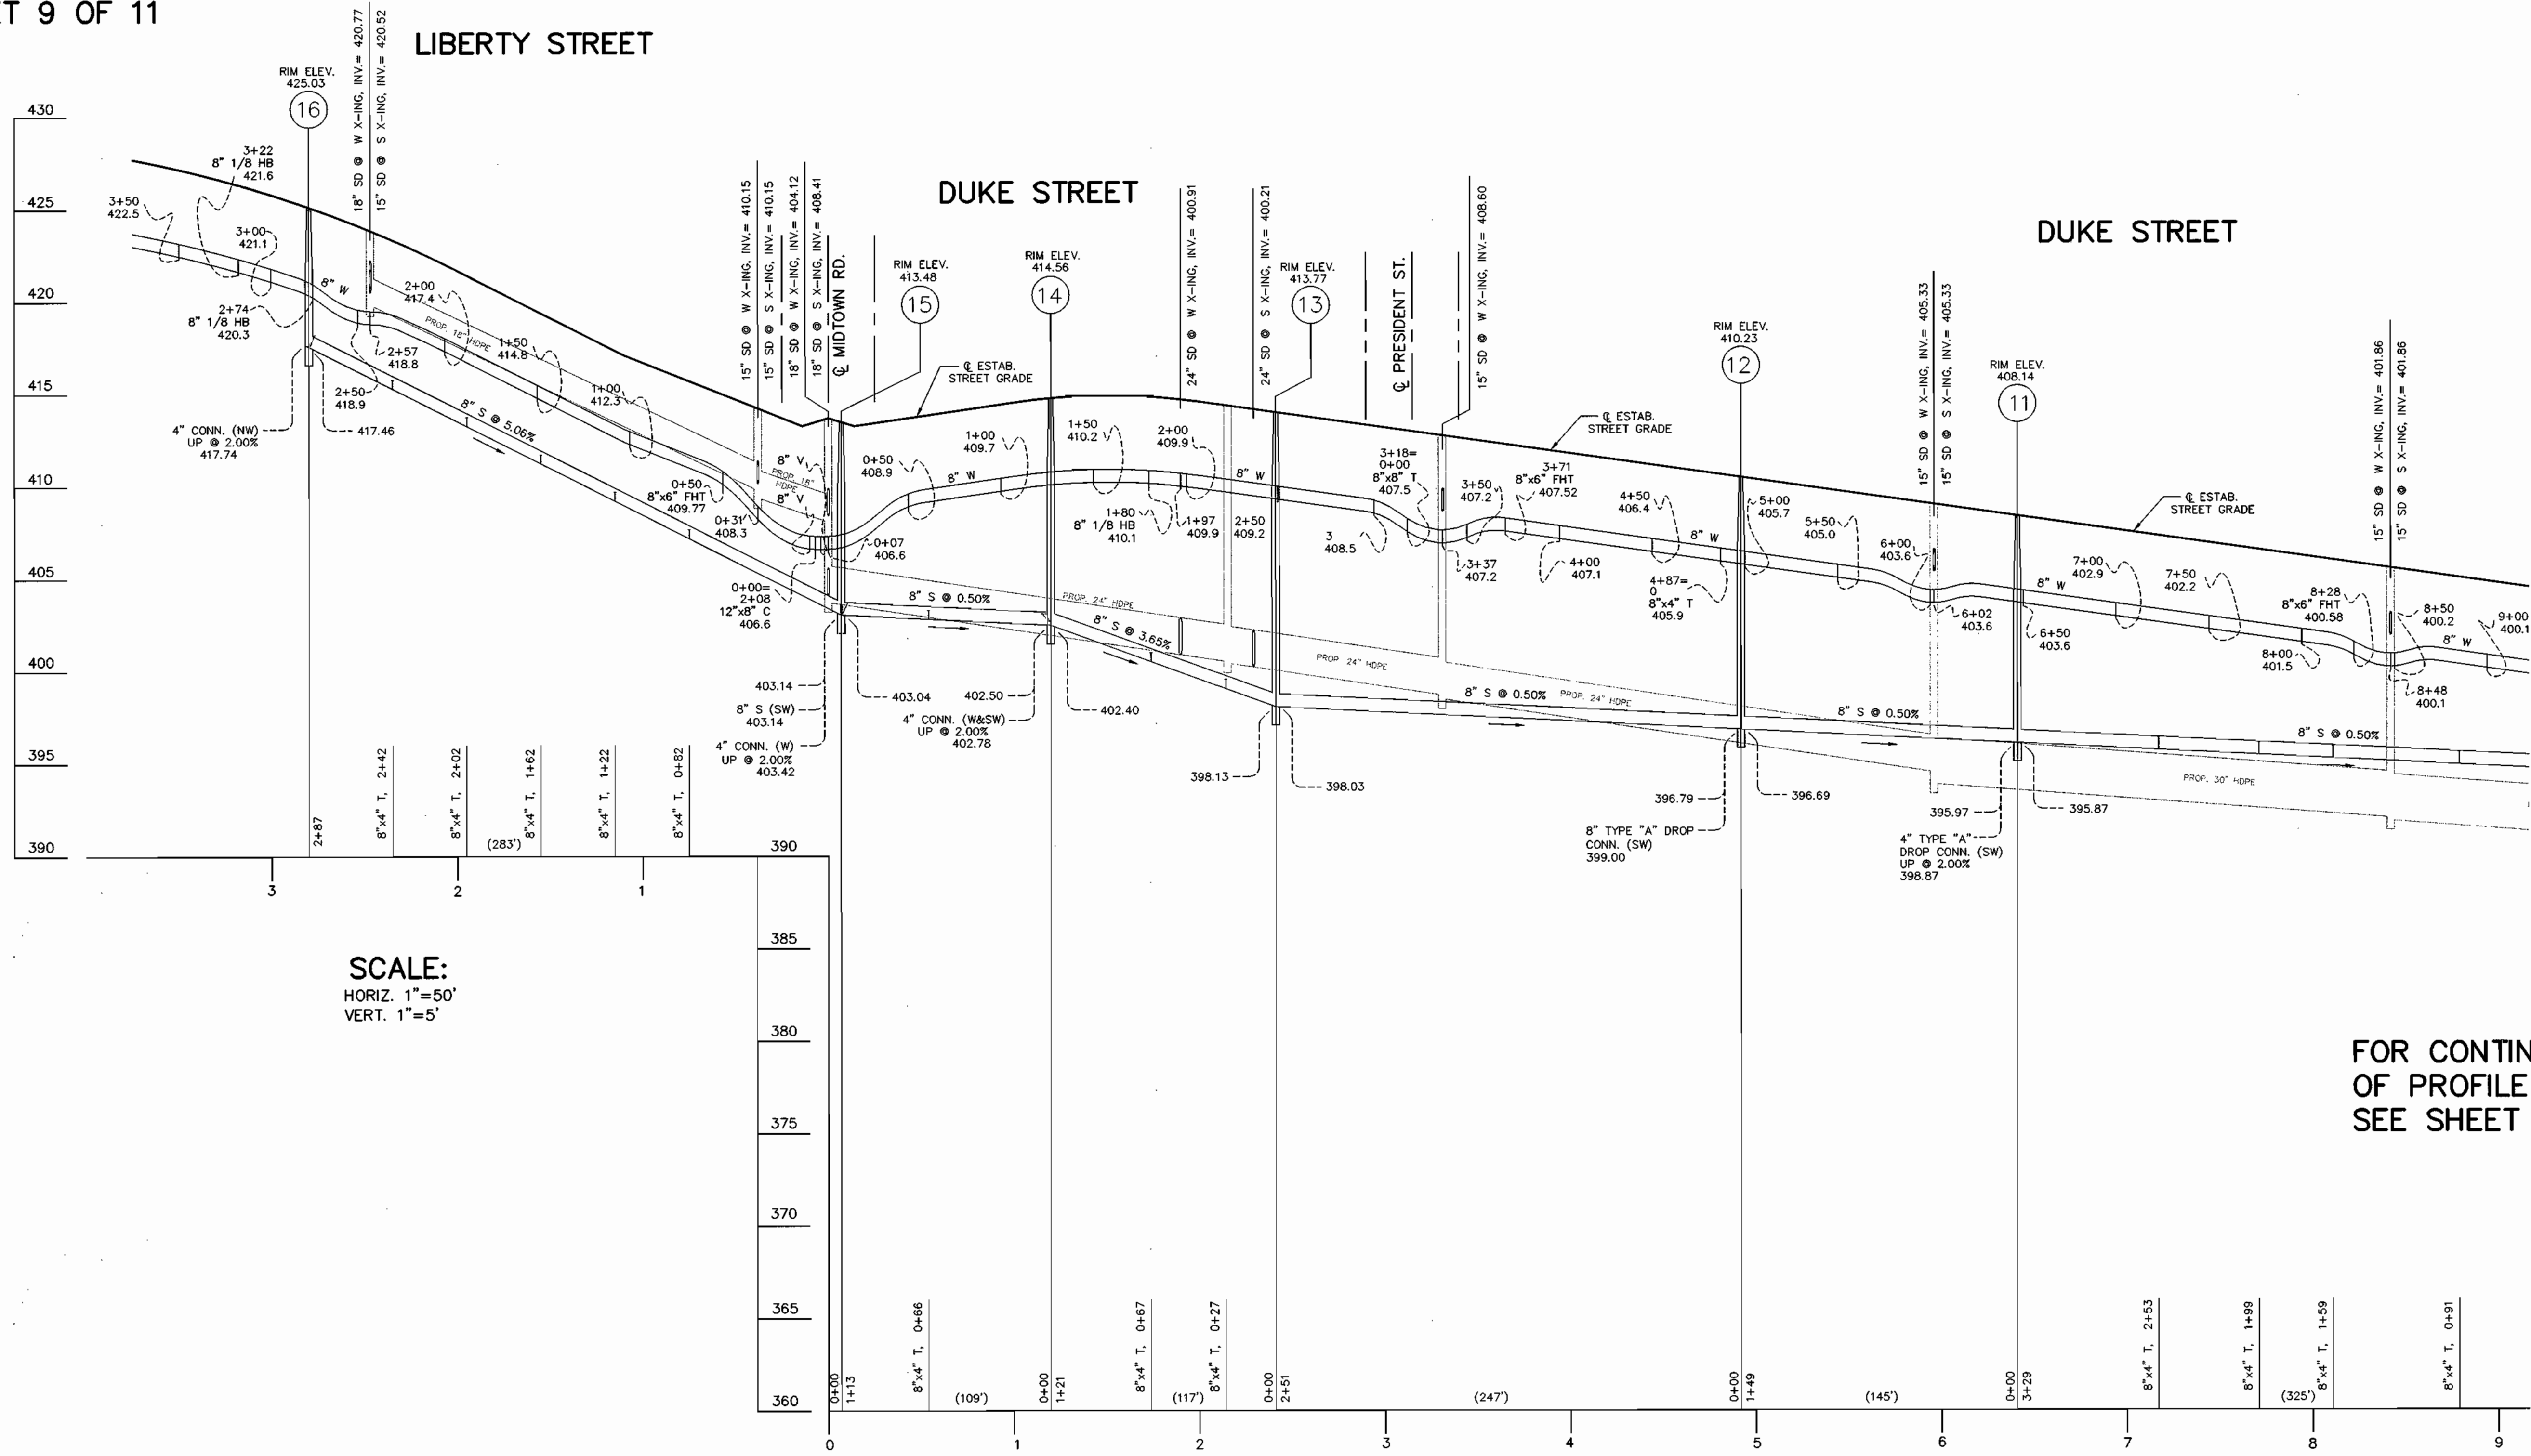 T 9 OF 11
LIBERTY STREET
DUKE STREET
DUKE STREET
18" SD @ W X-ING, INV.= 420.77
15" SD @ S X-ING, INV.= 420.52
15" SD @ W X-ING, INV.= 410.15
15" SD @ S X-ING, INV.= 410.15
18" SD @ W X-ING, INV.= 404.12
18" SD @ S X-ING, INV.= 408.41
℄ MIDTOWN RD.
24" SD @ W X-ING, INV.= 400.91
24" SD @ S X-ING, INV.= 400.21
℄ PRESIDENT ST.
15" SD @ W X-ING, INV.= 408.60
15" SD @ W X-ING, INV.= 405.33
15" SD @ S X-ING, INV.= 405.33
15" SD @ W X-ING, INV.= 401.86
15" SD @ S X-ING, INV.= 401.86
RIM ELEV.
425.03
16
RIM ELEV.
413.48
15
RIM ELEV.
414.56
14
RIM ELEV.
413.77
13
RIM ELEV.
410.23
12
RIM ELEV.
408.14
11
430
425
420
415
410
405
400
395
390
3+50
422.5
3+22
8" 1/8 HB
421.6
3+00
421.1
2+74
8" 1/8 HB
420.3
8" W
2+57
418.8
2+50
418.9
2+00
417.4
PROP. 18" HDPE
1+50
414.8
1+00
412.3
0+50
8"x6" FHT
409.77
0+31
408.3
8" V
PROP. 18"
HDPE
8" V
0+07
406.6
0+00=
2+08
12"x8" C
406.6
4" CONN. (NW)
UP @ 2.00%
417.74
417.46
8" S @ 5.06%
℄ ESTAB.
STREET GRADE
0+50
408.9
8" W
1+00
409.7
1+50
410.2
1+80
8" 1/8 HB
410.1
2+00
409.9
1+97
409.9
2+50
409.2
8" W
3
408.5
3+18=
0+00
8"x8" T
407.5
3+37
407.2
3+50
407.2
3+71
8"x6" FHT
407.52
4+00
407.1
4+50
406.4
8" W
4+87=
0
8"x4" T
405.9
5+00
405.7
5+50
405.0
6+00
403.6
6+02
403.6
6+50
403.6
8" W
7+00
402.9
7+50
402.2
8+00
401.5
8+28
8"x6" FHT
400.58
8+50
400.2
8+48
400.1
8" W
9+00
400.1
℄ ESTAB.
STREET GRADE
℄ ESTAB.
STREET GRADE
8" S @ 0.50%
PROP. 24" HDPE
8" S @ 3.65%
PROP. 24" HDPE
8" S @ 0.50%
PROP. 24" HDPE
8" S @ 0.50%
8" S @ 0.50%
PROP. 30" HDPE
403.14
8" S (SW)
403.14
4" CONN. (W)
UP @ 2.00%
403.42
403.04
402.50
4" CONN. (W&SW)
UP @ 2.00%
402.78
402.40
398.13
398.03
396.79
8" TYPE "A" DROP
CONN. (SW)
399.00
396.69
395.97
4" TYPE "A"
DROP CONN. (SW)
UP @ 2.00%
398.87
395.87
2+87
8"x4" T, 2+42
8"x4" T, 2+02
(283')
8"x4" T, 1+62
8"x4" T, 1+22
8"x4" T, 0+82
3
2
1
390
385
380
375
370
365
360
SCALE:
HORIZ. 1"=50'
VERT. 1"=5'
FOR CONTIN
OF PROFILE
SEE SHEET
0+00
1+13
8"x4" T, 0+66
(109')
0+00
1+21
8"x4" T, 0+67
(117')
8"x4" T, 0+27
0+00
2+51
(247')
0+00
1+49
(145')
0+00
3+29
8"x4" T, 2+53
8"x4" T, 1+99
(325')
8"x4" T, 1+59
8"x4" T, 0+91
0
1
2
3
4
5
6
7
8
9